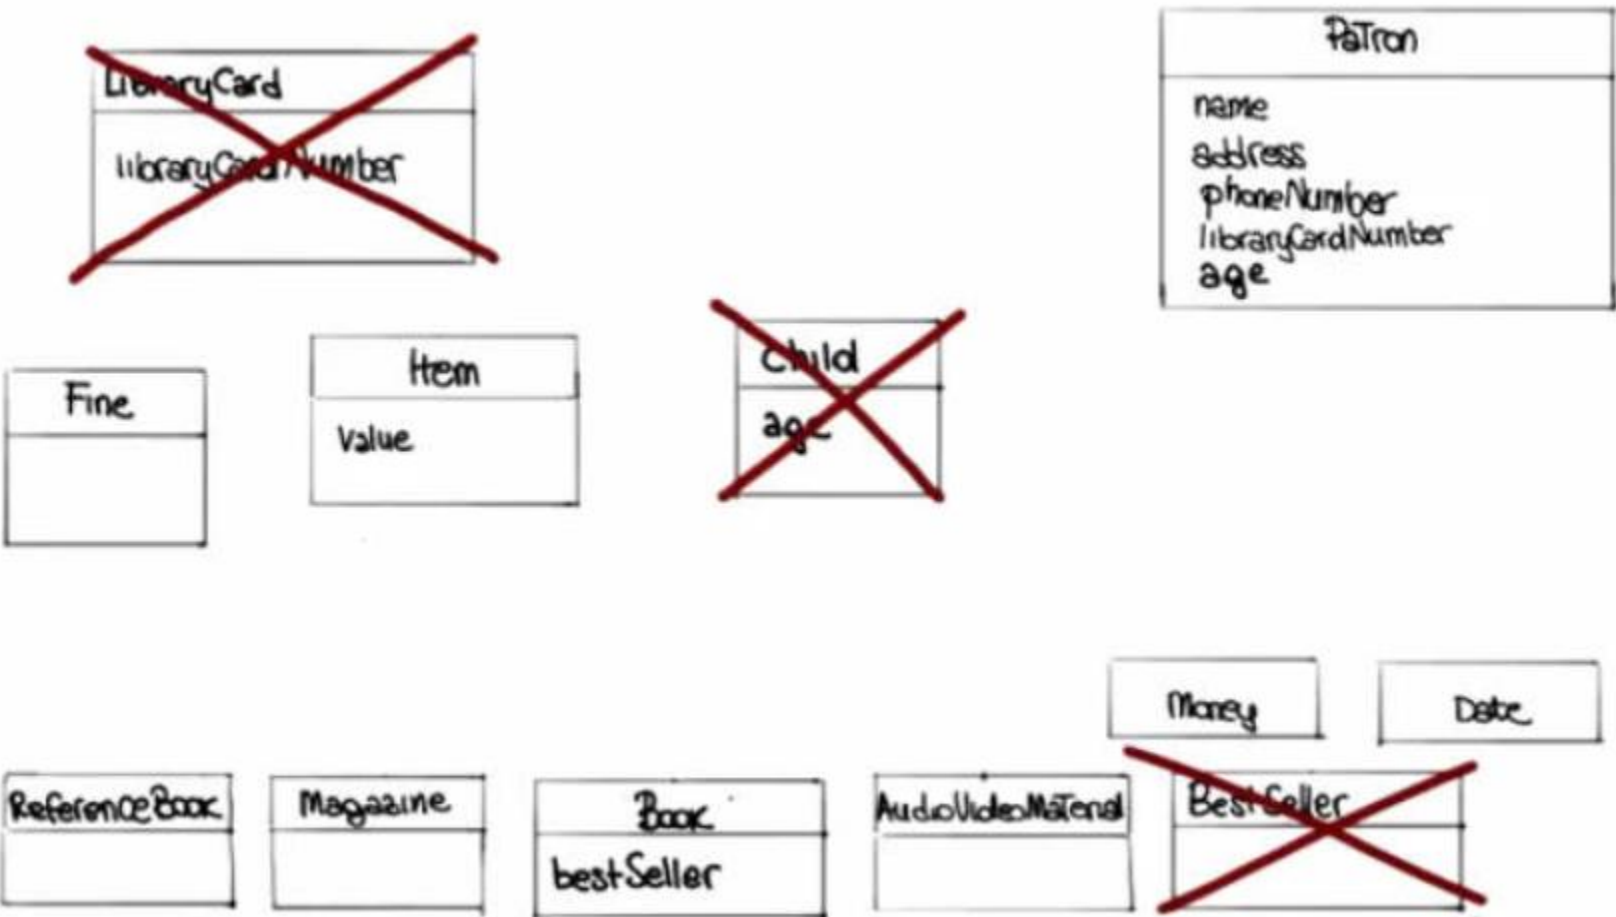 LibraryCard
libraryCardNumber
Patron
name
address
phoneNumber
libraryCardNumber
age
Fine
Item
Value
Child
age
Money
Date
ReferenceBook
Magazine
Book
bestSeller
AudioVideoMaterial
BestSeller